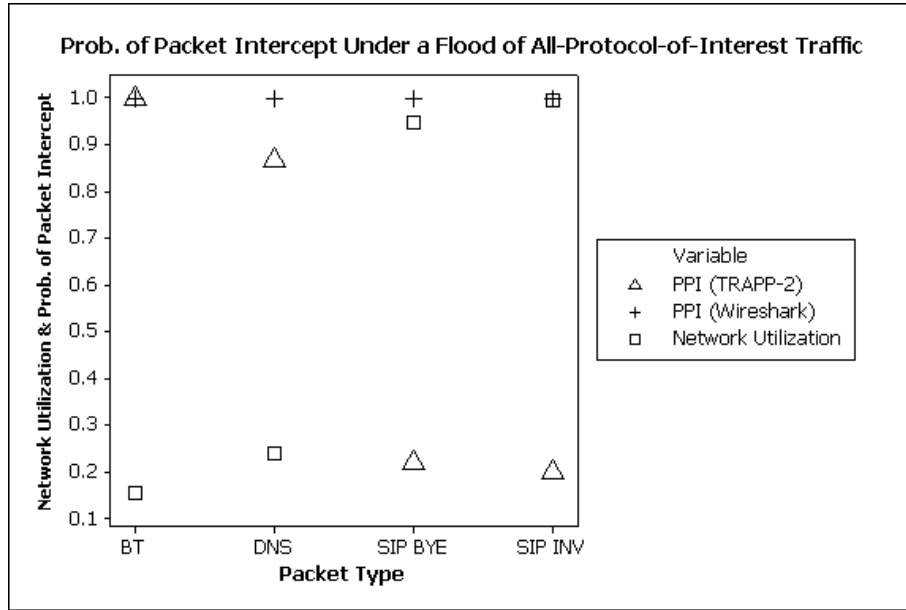 Prob. of Packet Intercept Under a Flood of All-Protocol-of-Interest Traffic
Network Utilization & Prob. of Packet Intercept
1.0
0.9
0.8
0.7
0.6
0.5
0.4
0.3
0.2
0.1
BT DNS SIP BYE SIP INV
Packet Type
Variable
PPI (TRAPP-2)
PPI (Wireshark)
Network Utilization